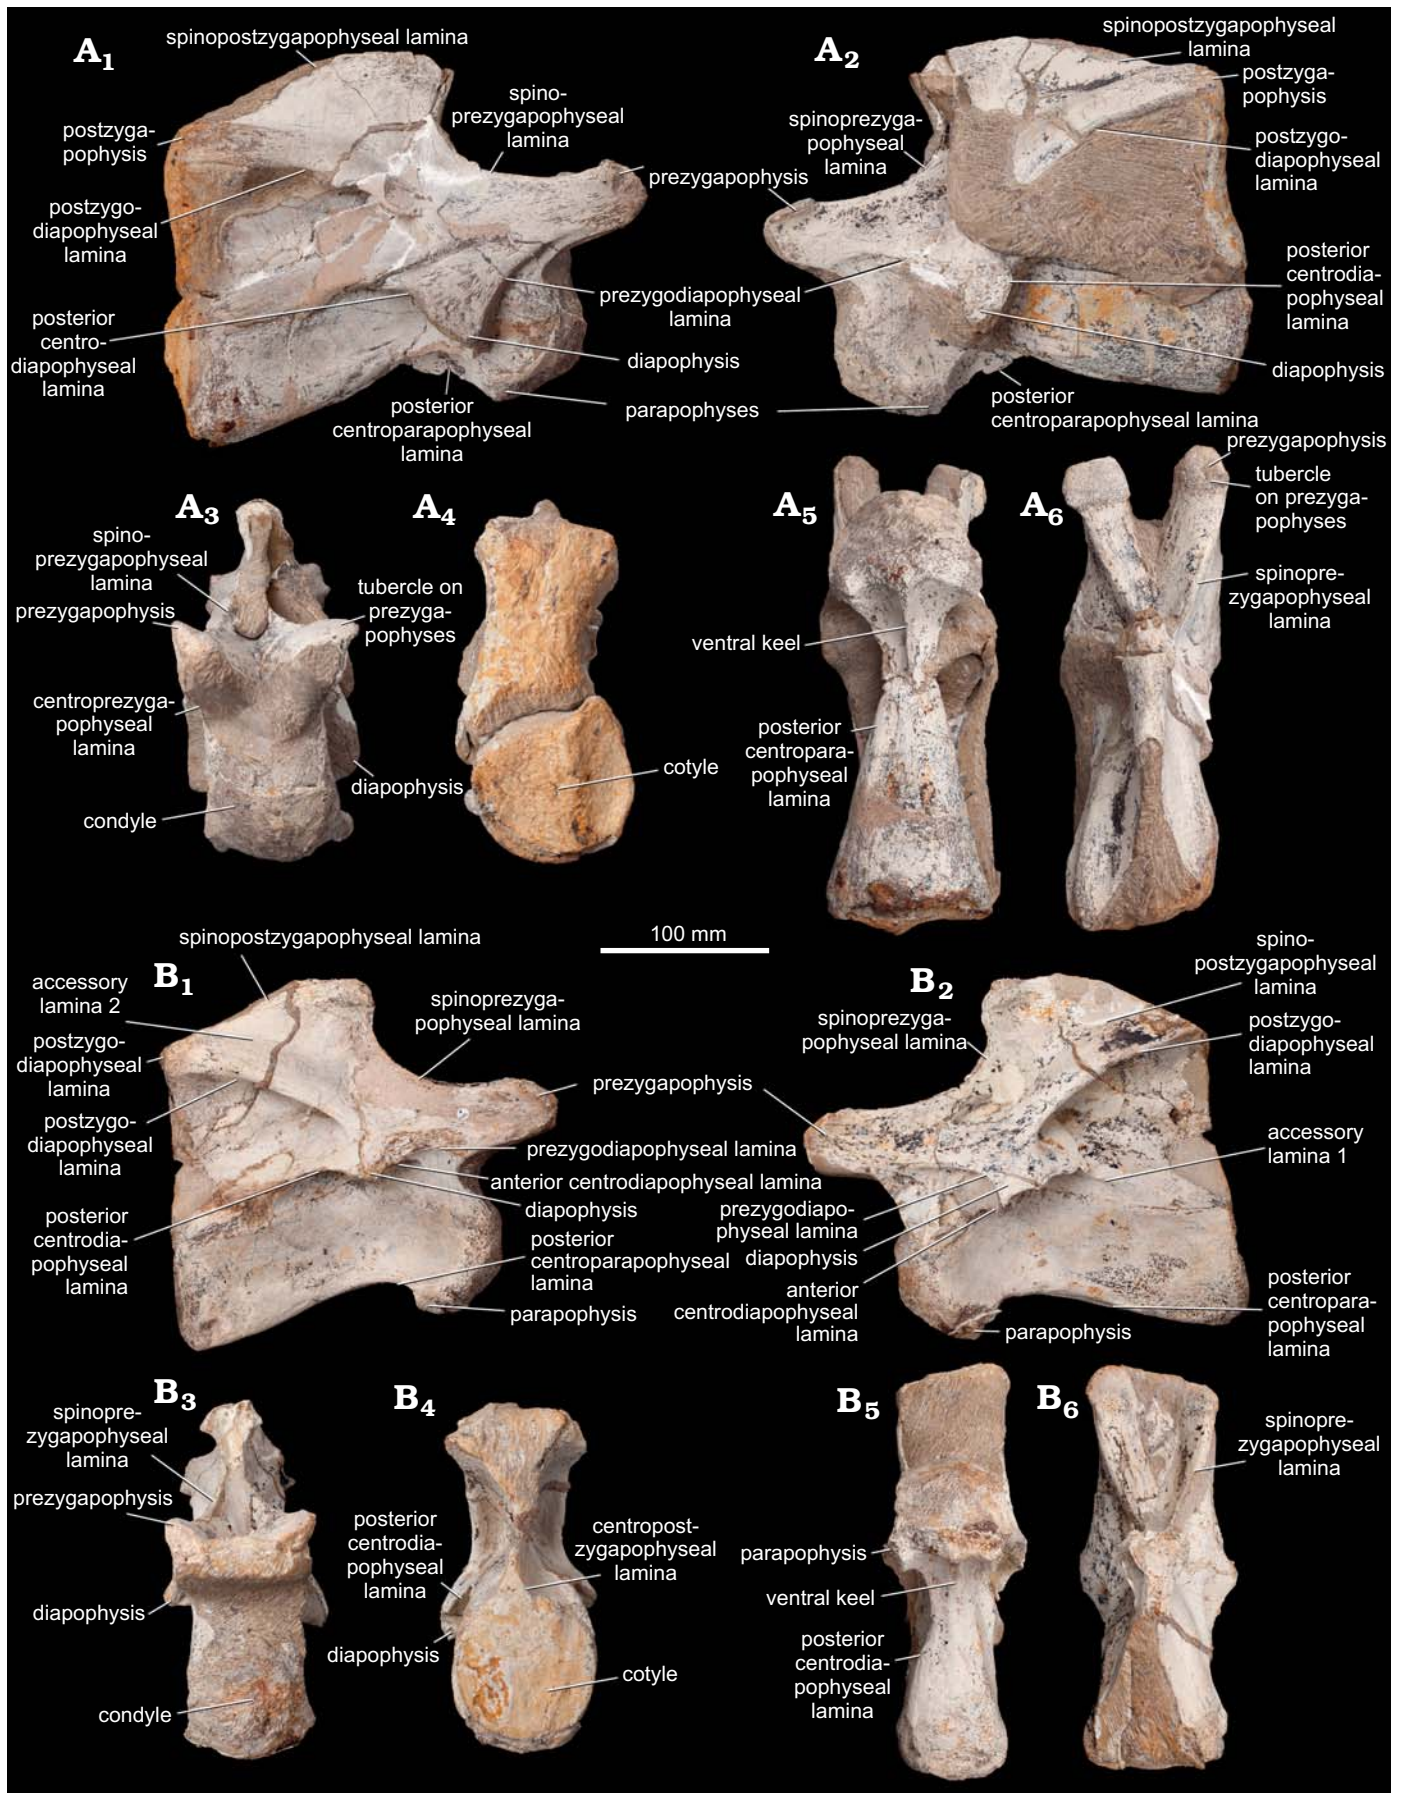 A1
spinopostzygapophyseal lamina
spino-
prezygapophyseal
lamina
postzyga-
pophysis
prezygapophysis
postzygo-
diapophyseal
lamina
posterior
centro-
diapophyseal
lamina
prezygodiapophyseal
lamina
diapophysis
parapophyses
posterior
centroparapophyseal
lamina
A2
spinopostzygapophyseal
lamina
postzyga-
pophysis
spinoprezyga-
pophyseal
lamina
postzygo-
diapophyseal
lamina
posterior
centrodia-
pophyseal
lamina
diapophysis
posterior
centroparapophyseal lamina
A3
spino-
prezygapophyseal
lamina
prezygapophysis
tubercle on
prezyga-
pophyses
centroprezyga-
pophyseal
lamina
diapophysis
condyle
A4
cotyle
A5
ventral keel
posterior
centropara-
pophyseal
lamina
A6
prezygapophysis
tubercle
on prezyga-
pophyses
spinopre-
zygapophyseal
lamina
100 mm
B1
spinopostzygapophyseal lamina
accessory
lamina 2
spinoprezyga-
pophyseal lamina
postzygo-
diapophyseal
lamina
prezygapophysis
postzygo-
diapophyseal
lamina
prezygodiapophyseal lamina
anterior centrodiapophyseal lamina
diapophysis
posterior
centrodia-
pophyseal
lamina
posterior
centroparapophyseal
lamina
parapophysis
B2
spino-
postzygapophyseal
lamina
spinoprezyga-
pophyseal lamina
postzygo-
diapophyseal
lamina
accessory
lamina 1
prezygodiapo-
physeal lamina
diapophysis
anterior
centrodiapophyseal
lamina
posterior
centropara-
pophyseal
lamina
parapophysis
B3
spinopre-
zygapophyseal
lamina
prezygapophysis
diapophysis
condyle
B4
posterior
centrodia-
pophyseal
lamina
centropost-
zygapophyseal
lamina
diapophysis
cotyle
B5
parapophysis
ventral keel
posterior
centrodia-
pophyseal
lamina
B6
spinopre-
zygapophyseal
lamina